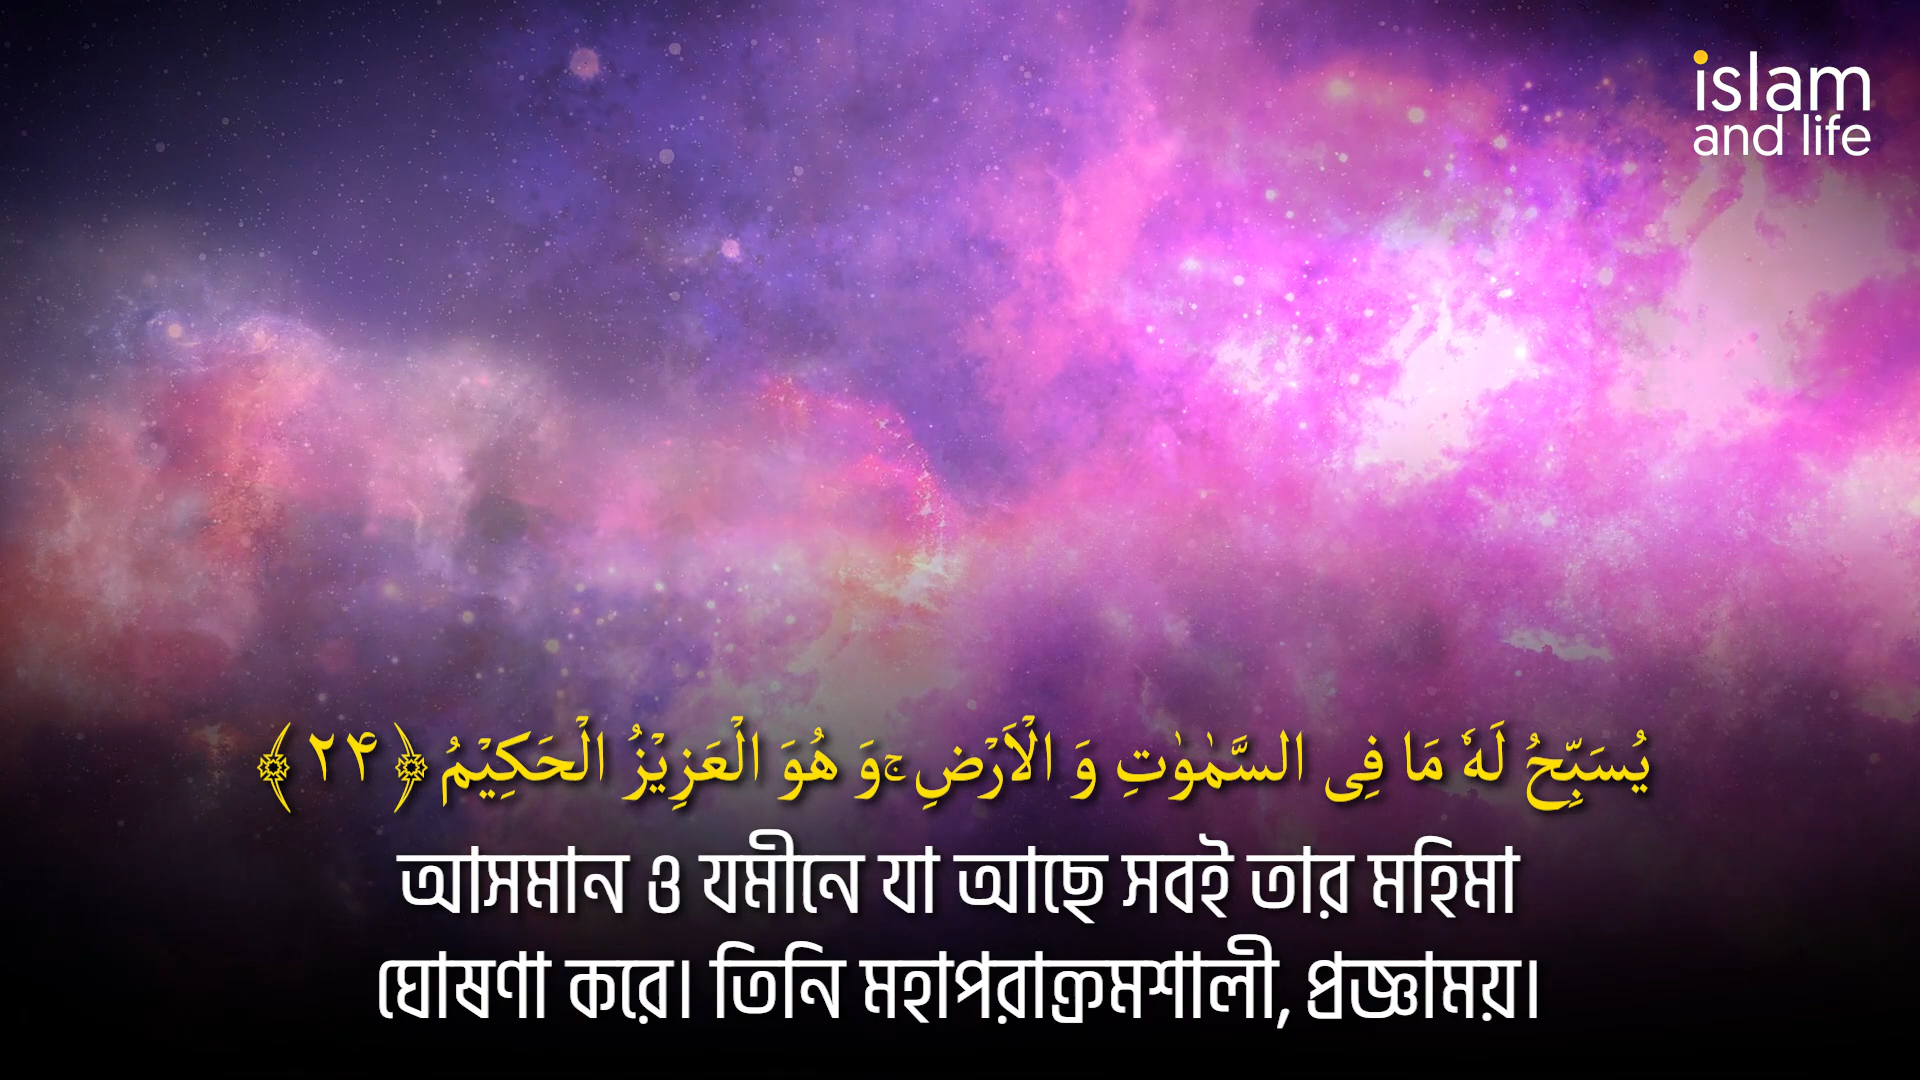 islam
and life
یُسَبِّحُ لَهٗ مَا فِی السَّمٰوٰتِ وَ الْاَرْضِ ۚ وَ هُوَ الْعَزِیْزُ الْحَكِیْمُ ﴿۲۴﴾
আসমান ও যমীনে যা আছে সবই তার মহিমা
ঘোষণা করে। তিনি মহাপরাক্রমশালী, প্রজ্ঞাময়।